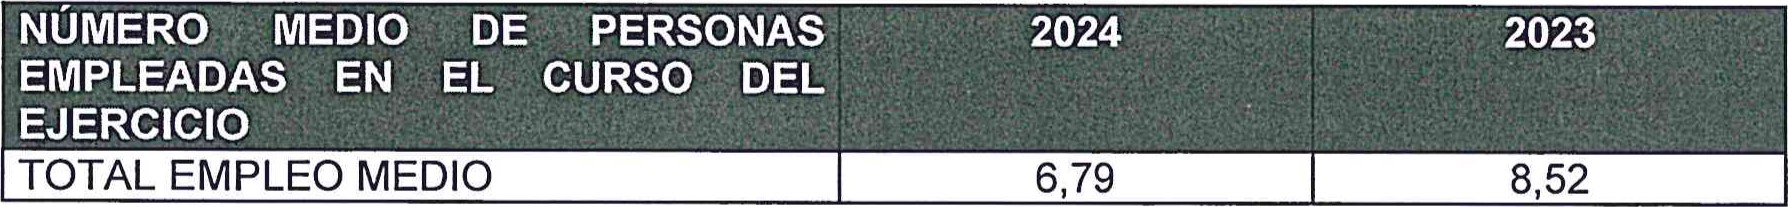 NÚMERO MEDIO DE PERSONAS 2024 2023
EMPLEADAS EN EL CURSO DEL
EJERCICIO
TOTAL EMPLEO MEDIO 6,79 8,52